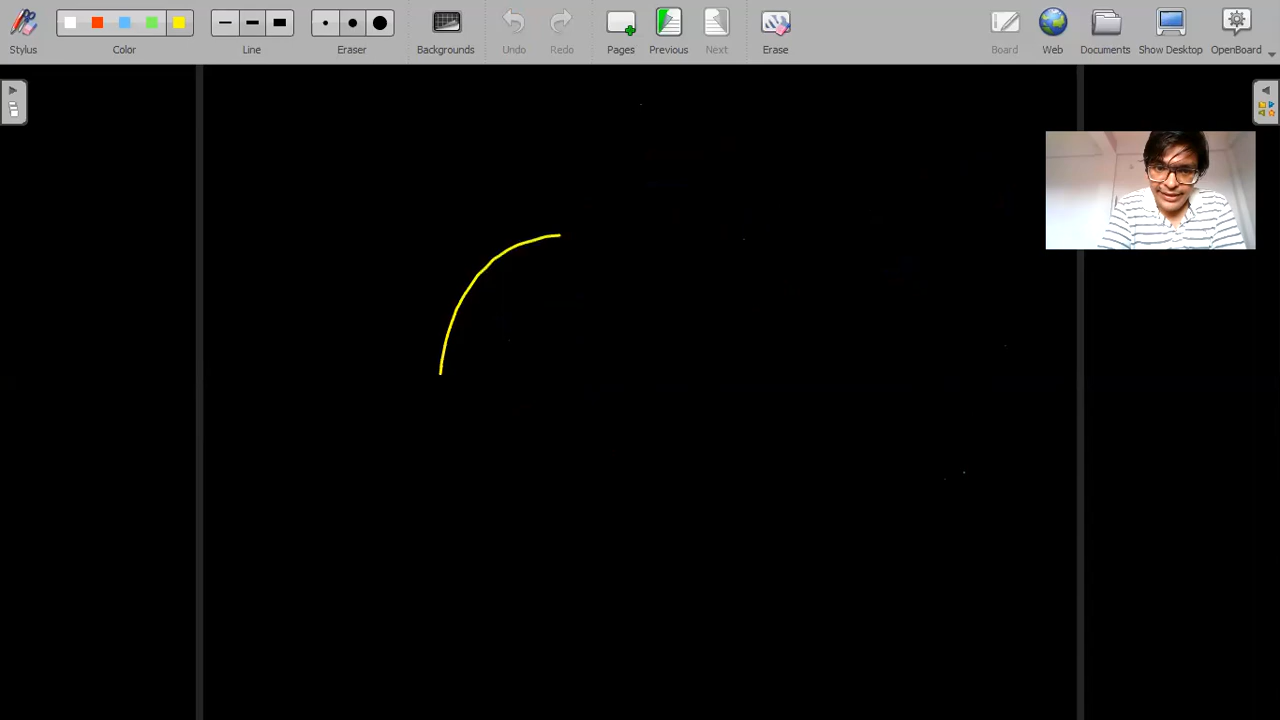 Stylus
Color
Line
Eraser
Backgrounds
Undo
Redo
Pages
Previous
Next
Erase
Board
Web
Documents
Show Desktop
OpenBoard